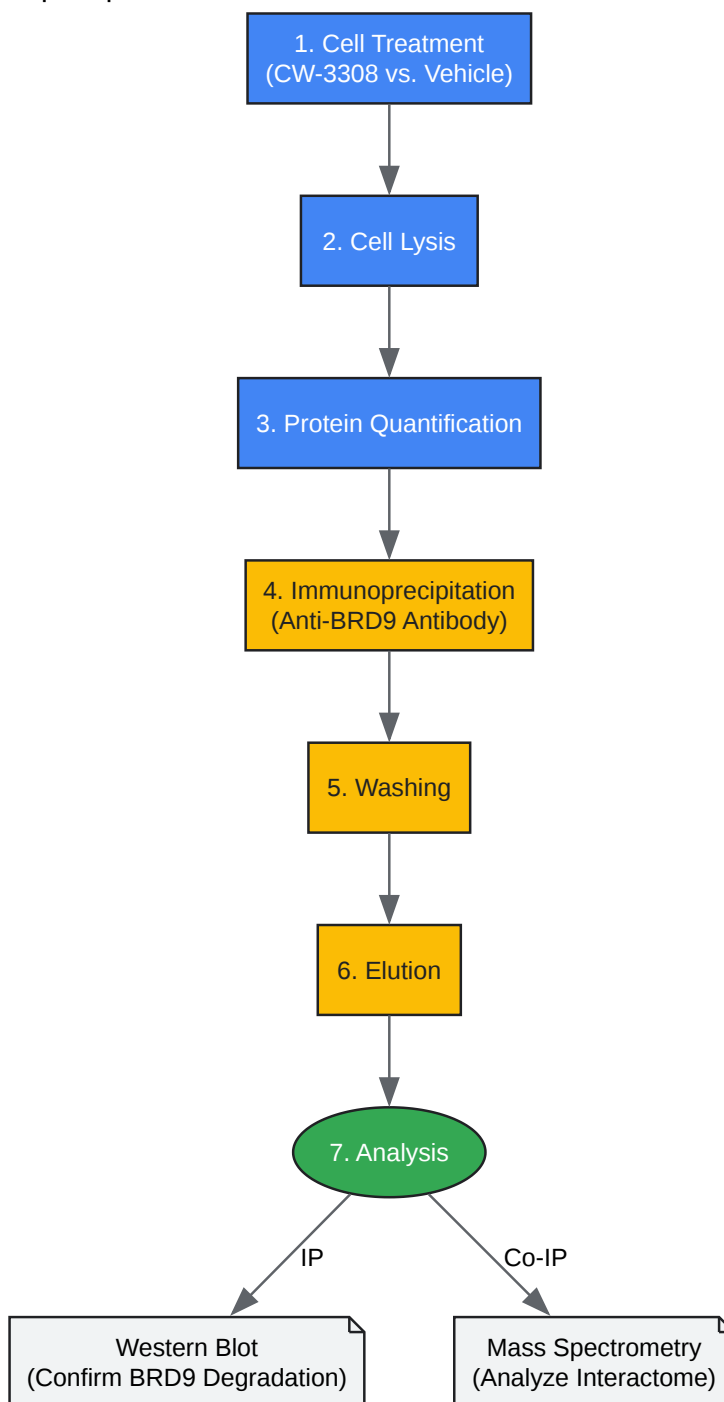 1. Cell Treatment
(CW-3308 vs. Vehicle)
2. Cell Lysis
3. Protein Quantification
4. Immunoprecipitation
(Anti-BRD9 Antibody)
5. Washing
6. Elution
7. Analysis
IP
Co-IP
Western Blot
(Confirm BRD9 Degradation)
Mass Spectrometry
(Analyze Interactome)